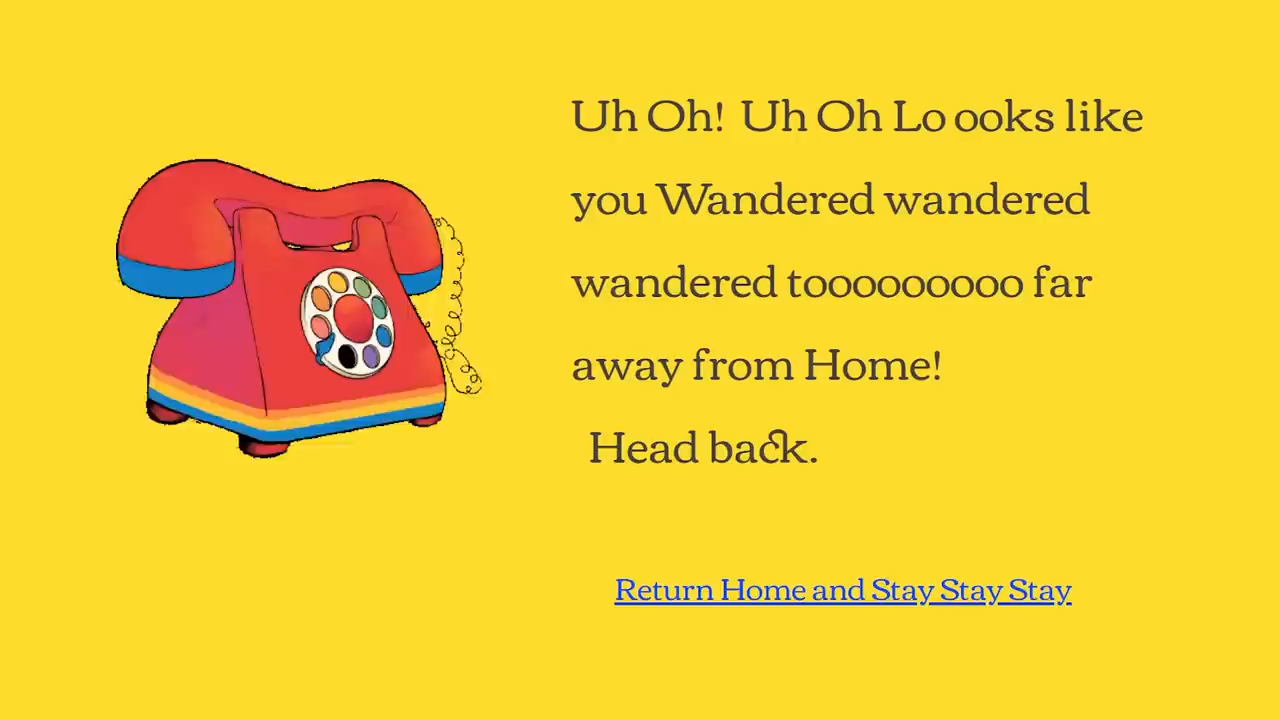 Uh Oh! Uh Oh Lo ooks like
you Wandered wandered
wandered tooooooooo far
away from Home!
Head back.
Return Home and Stay Stay Stay